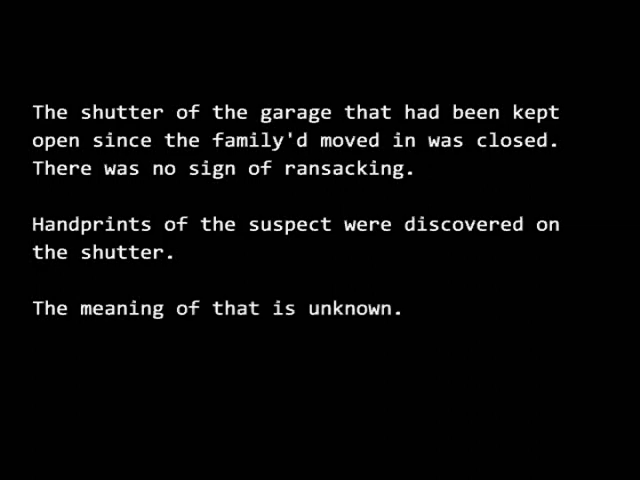 The shutter of the garage that had been kept
open since the family'd moved in was closed.
There was no sign of ransacking.
Handprints of the suspect were discovered on
the shutter.
The meaning of that is unknown.